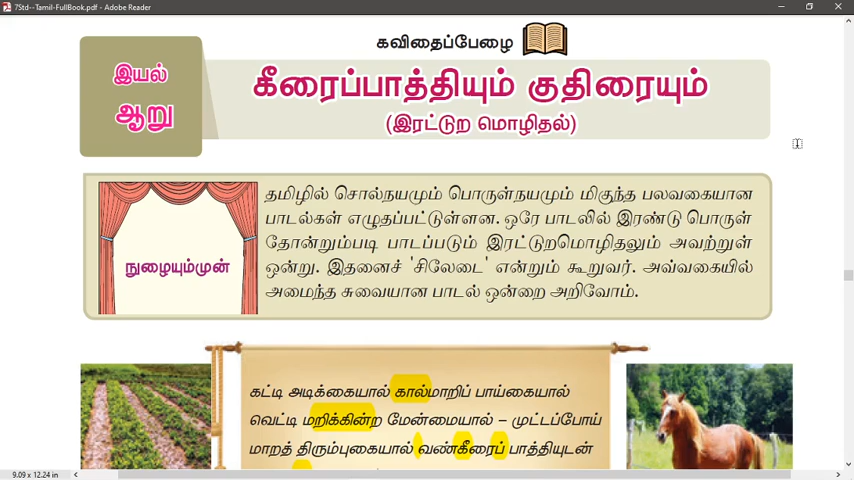 7Std--Tamil-FullBook.pdf - Adobe Reader
கவிதைப்பேழை
இயல்
ஆறு
கீரைப்பாத்தியும் குதிரையும்
(இரட்டுற மொழிதல்)
நுழையும்முன்
தமிழில் சொல்நயமும் பொருள்நயமும் மிகுந்த பலவகையான
பாடல்கள் எழுதப்பட்டுள்ளன. ஒரே பாடலில் இரண்டு பொருள்
தோன்றும்படி பாடப்படும் இரட்டுறமொழிதலும் அவற்றுள்
ஒன்று. இதனைச் 'சிலேடை' என்றும் கூறுவர். அவ்வகையில்
அமைந்த சுவையான பாடல் ஒன்றை அறிவோம்.
கட்டி அடிக்கையால் கால்மாறிப் பாய்கையால்
வெட்டி மறிக்கின்ற மேன்மையால் – முட்டப்போய்
மாறத் திரும்புகையால் வண்கீரைப் பாத்தியுடன்
9.09 x 12.24 in